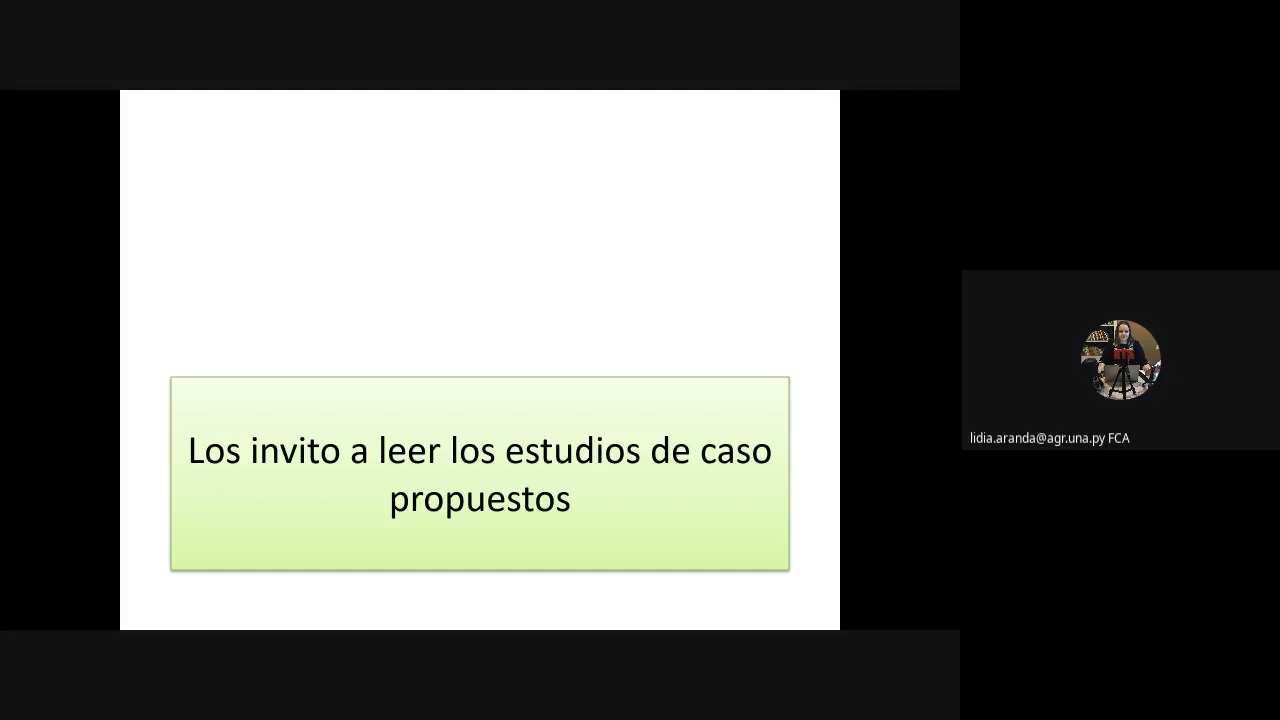 Los invito a leer los estudios de caso
propuestos
lidia.aranda@agr.una.py FCA